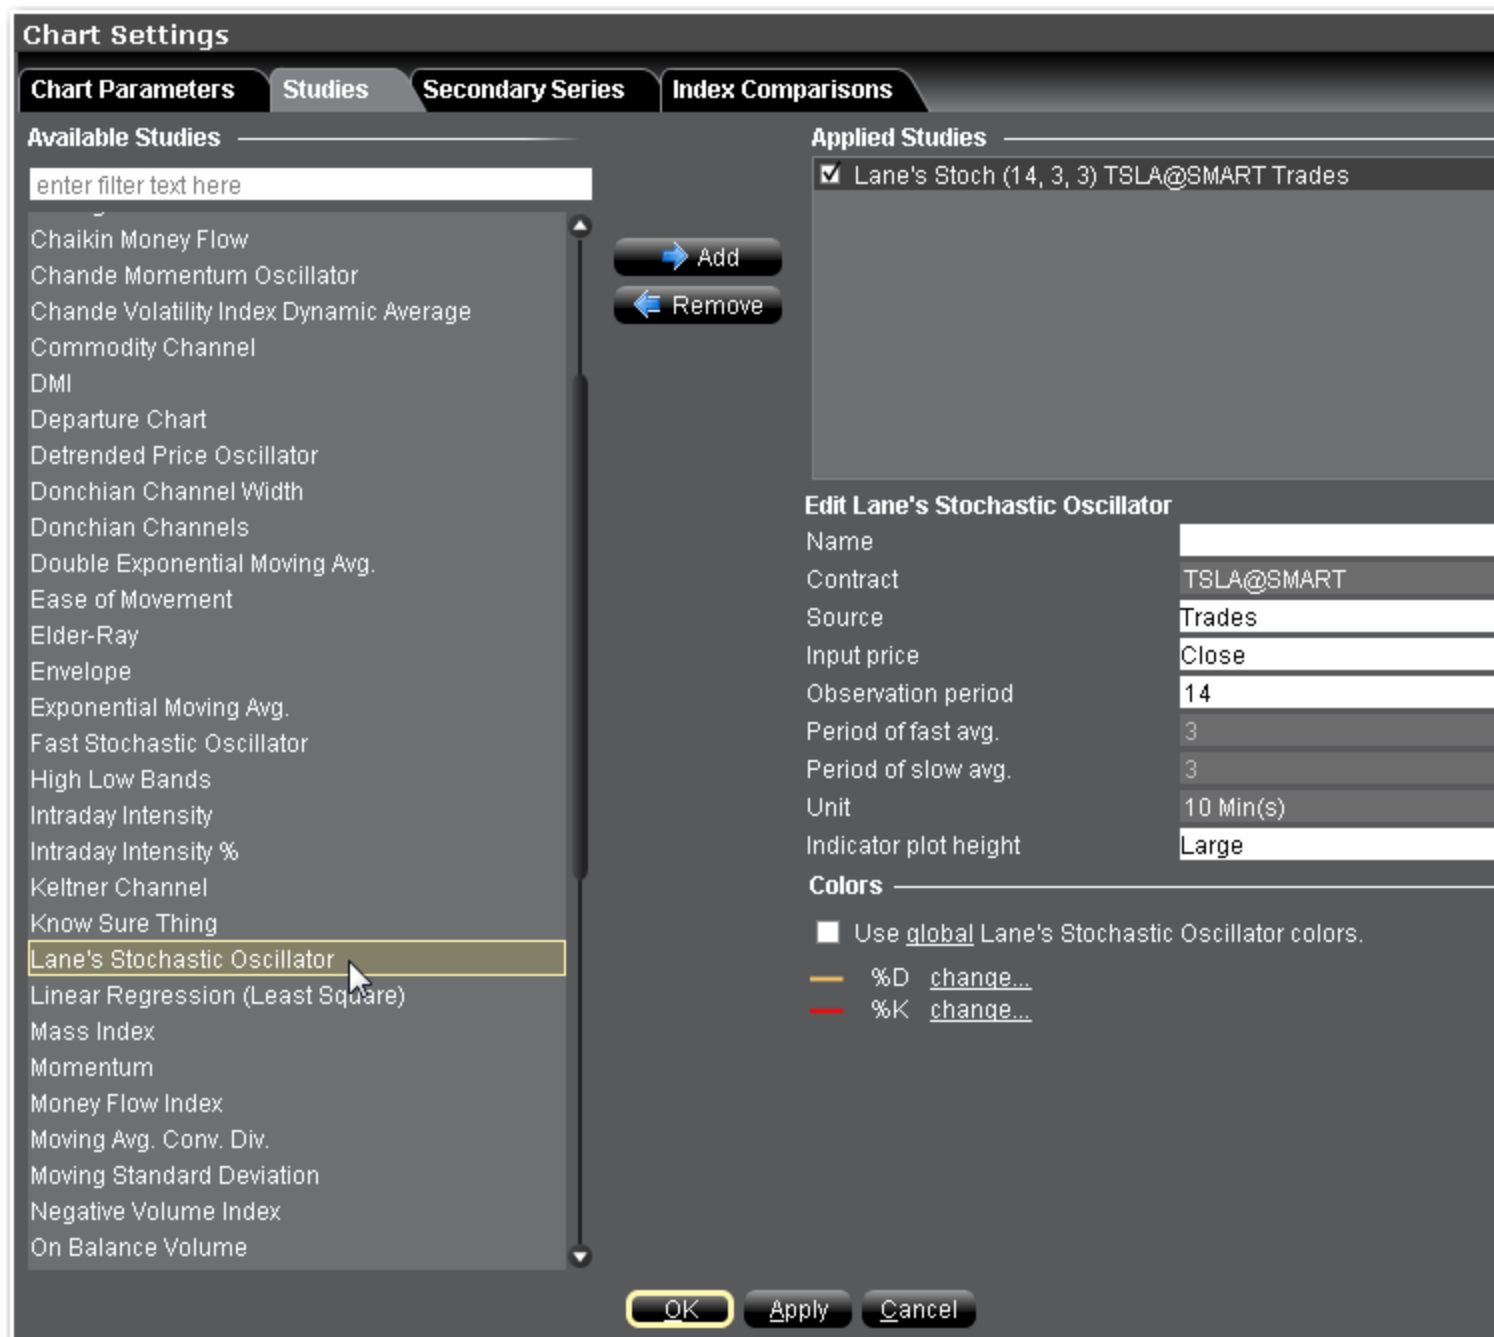 Chart Settings
Chart Parameters Studies Secondary Series Index Comparisons
Available Studies
enter filter text here
Chaikin Money Flow
Chande Momentum Oscillator
Chande Volatility Index Dynamic Average
Commodity Channel
DMI
Departure Chart
Detrended Price Oscillator
Donchian Channel Width
Donchian Channels
Double Exponential Moving Avg.
Ease of Movement
Elder-Ray
Envelope
Exponential Moving Avg.
Fast Stochastic Oscillator
High Low Bands
Intraday Intensity
Intraday Intensity %
Keltner Channel
Know Sure Thing
Lane's Stochastic Oscillator
Linear Regression (Least Square)
Mass Index
Momentum
Money Flow Index
Moving Avg. Conv. Div.
Moving Standard Deviation
Negative Volume Index
On Balance Volume
Add
Remove
Applied Studies
Lane's Stoch (14, 3, 3) TSLA@SMART Trades
Edit Lane's Stochastic Oscillator
Name
Contract TSLA@SMART
Source Trades
Input price Close
Observation period 14
Period of fast avg. 3
Period of slow avg. 3
Unit 10 Min(s)
Indicator plot height Large
Colors
Use global Lane's Stochastic Oscillator colors.
%D change...
%K change...
OK Apply Cancel